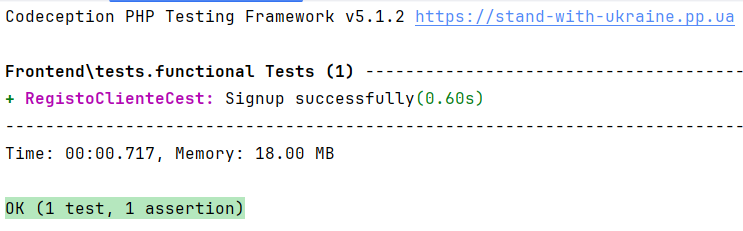 Codeception PHP Testing Framework v5.1.2 https://stand-with-ukraine.pp.ua
Frontend\tests.functional Tests (1) --------------------------------------
+ RegistoClienteCest: Signup successfully(0.60s)
--------------------------------------------------------------------------
Time: 00:00.717, Memory: 18.00 MB
OK (1 test, 1 assertion)